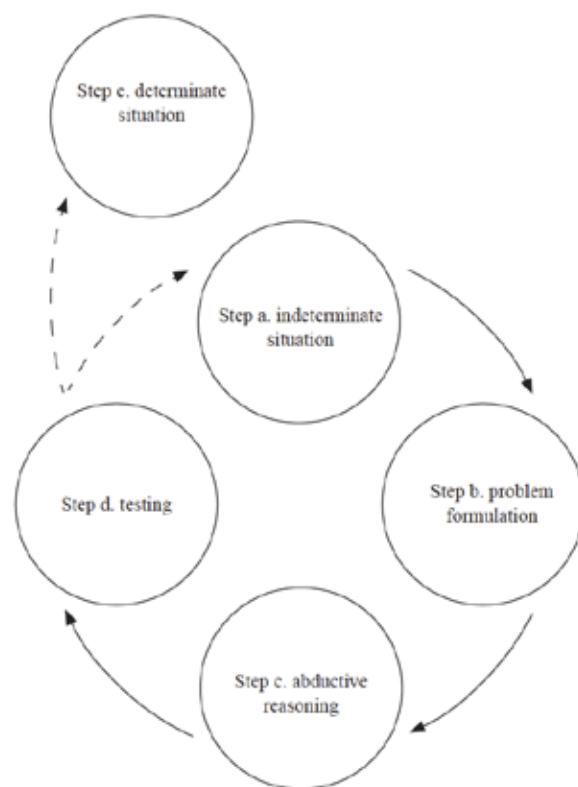 Step e. determinate
situation
Step a. indeterminate
situation
Step b. problem
formulation
Step d. testing
Step c. abductive
reasoning